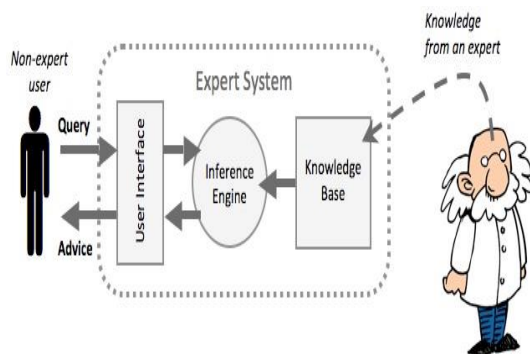 Non-expert
user
Query
Advice
Expert System
User Interface
Inference
Engine
Knowledge
Base
Knowledge
from an expert